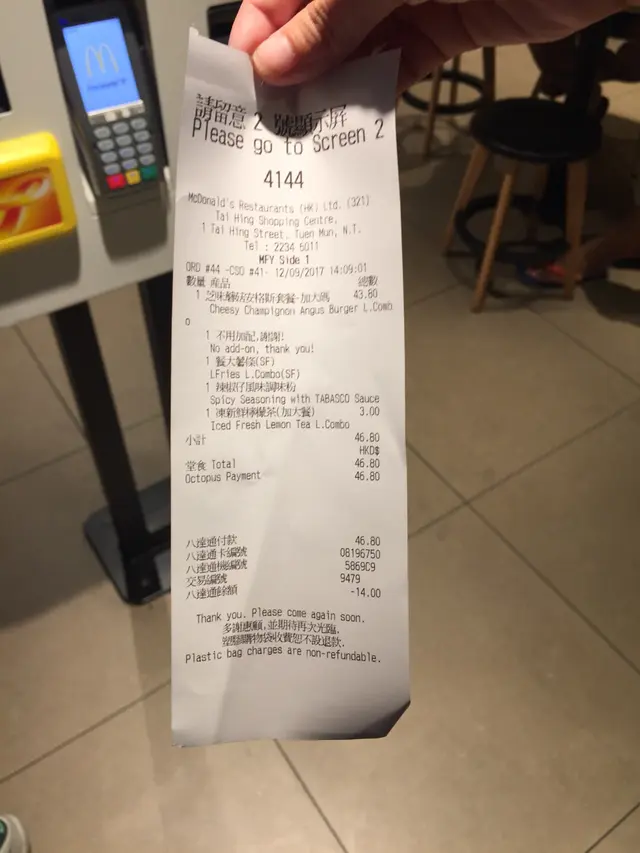 請留意 2 號顯示屏
Please go to Screen 2
4144
McDonald's Restaurants (HK) Ltd. (321)
Tai Hing Shopping Centre,
1 Tai Hing Street, Tuen Mun, N.T.
Tel : 2234 6011
MFY Side 1
ORD #44 -CSO #41- 12/09/2017 14:09:01
數量 產品 總數
1 芝味蘑菇安格斯套餐-加大碼 43.80
Cheesy Champignon Angus Burger L.Comb
o
1 不用加配,謝謝!
No add-on, thank you!
1 餐大薯條(SF)
LFries L.Combo(SF)
1 辣椒仔風味調味粉
Spicy Seasoning with TABASCO Sauce
1 凍新鮮檸檬茶(加大餐) 3.00
Iced Fresh Lemon Tea L.Combo
小計 46.80
HKD$
堂食 Total 46.80
Octopus Payment 46.80
八達通付款 46.80
八達通卡編號 08196750
八達通機編號 5869C9
交易編號 9479
八達通餘額 -14.00
Thank you. Please come again soon.
多謝惠顧,並期待再次光臨.
塑膠購物袋收費恕不設退款.
Plastic bag charges are non-refundable.